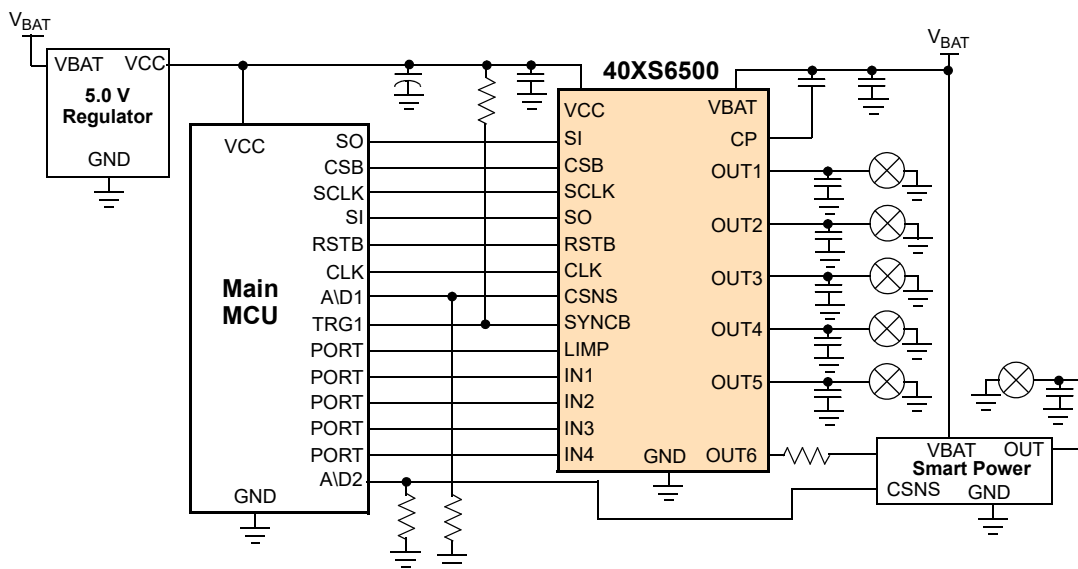 VBAT
VBAT VCC
5.0 V
Regulator
GND
40XS6500
VBAT
Main
MCU
VCC
SO
CSB
SCLK
SI
RSTB
CLK
A\D1
TRG1
PORT
PORT
PORT
PORT
PORT
A\D2
GND
VCC
SI
CSB
SCLK
SO
RSTB
CLK
CSNS
SYNCB
LIMP
IN1
IN2
IN3
IN4
GND
VBAT
CP
OUT1
OUT2
OUT3
OUT4
OUT5
OUT6
VBAT OUT
Smart Power
CSNS GND